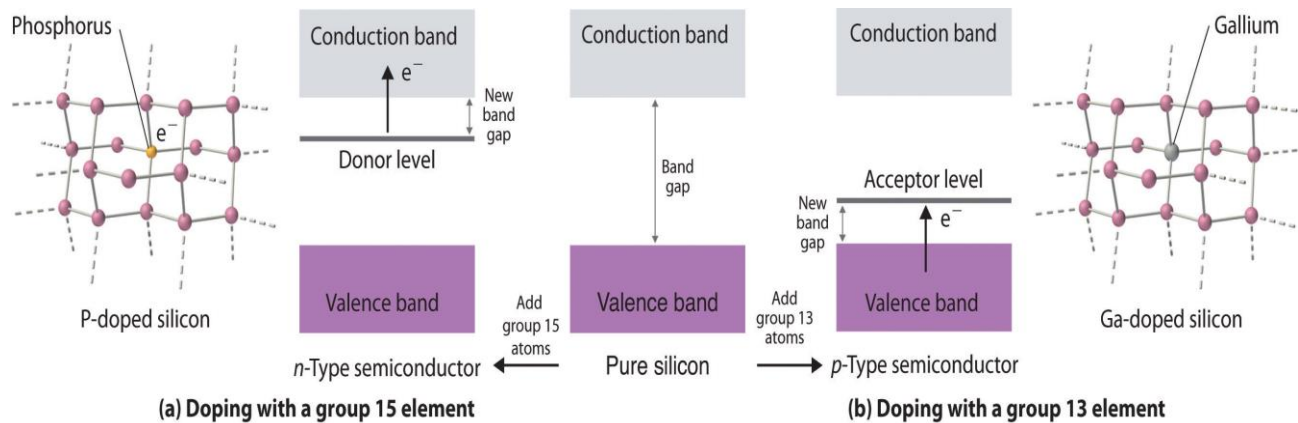 Phosphorus
e⁻
P-doped silicon
Conduction band
e⁻
New
band
gap
Donor level
Valence band
n-Type semiconductor
Add
group 15
atoms
Conduction band
Band
gap
Valence band
Pure silicon
Add
group 13
atoms
Conduction band
Acceptor level
New
band
gap
e⁻
Valence band
p-Type semiconductor
Gallium
Ga-doped silicon
(a) Doping with a group 15 element
(b) Doping with a group 13 element